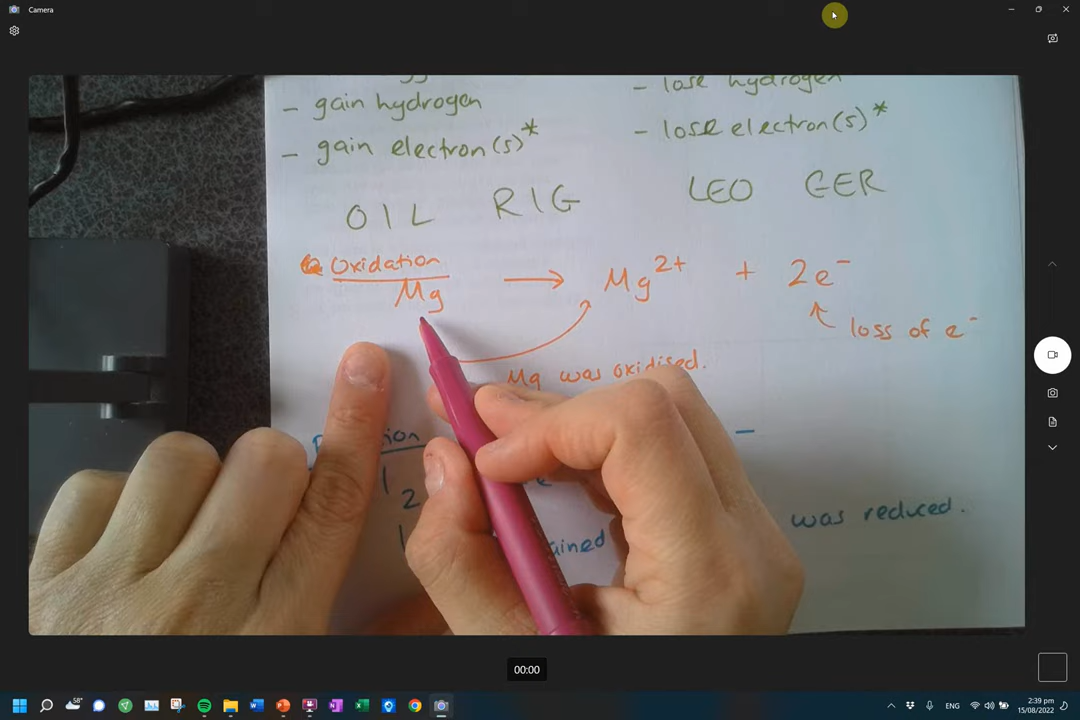 Camera
- gain hydrogen
- lose hydrogen
- gain electron(s)*
- lose electron(s)*
OIL RIG LEO GER
Oxidation
Mg → Mg²⁺ + 2e⁻
loss of e⁻
Mg was oxidised.
was reduced.
00:00
58°
ENG
2:39 pm
15/08/2022